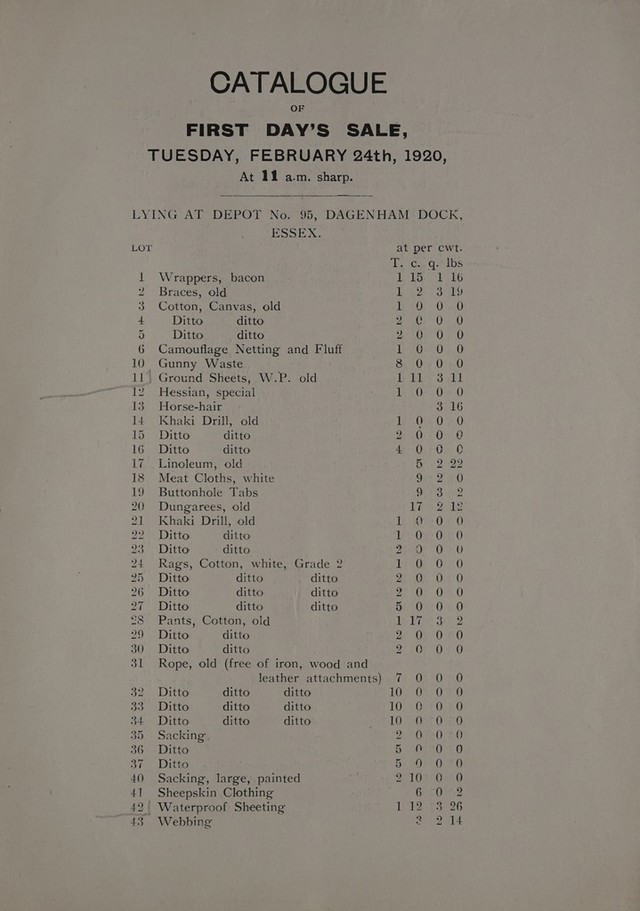 CATALOGUE
OF
FIRST DAY'S SALE,
TUESDAY, FEBRUARY 24th, 1920,
At 11 a.m. sharp.
LYING AT DEPOT No. 95, DAGENHAM DOCK,
ESSEX.
LOT at per cwt.
T. c. q. lbs
1 Wrappers, bacon 1 15 1 16
2 Braces, old 1 2 3 19
3 Cotton, Canvas, old 1 0 0 0
4 Ditto ditto 2 0 0 0
5 Ditto ditto 2 0 0 0
6 Camouflage Netting and Fluff 1 0 0 0
10 Gunny Waste 8 0 0 0
11 Ground Sheets, W.P. old 1 11 3 11
12 Hessian, special 1 0 0 0
13 Horse-hair 3 16
14 Khaki Drill, old 1 0 0 0
15 Ditto ditto 2 0 0 0
16 Ditto ditto 4 0 0 0
17 Linoleum, old 5 2 22
18 Meat Cloths, white 9 2 0
19 Buttonhole Tabs 9 3 2
20 Dungarees, old 17 2 12
21 Khaki Drill, old 1 0 0 0
22 Ditto ditto 1 0 0 0
23 Ditto ditto 2 0 0 0
24 Rags, Cotton, white, Grade 2 1 0 0 0
25 Ditto ditto ditto 2 0 0 0
26 Ditto ditto ditto 2 0 0 0
27 Ditto ditto ditto 5 0 0 0
28 Pants, Cotton, old 1 17 3 2
29 Ditto ditto 2 0 0 0
30 Ditto ditto 2 0 0 0
31 Rope, old (free of iron, wood and
leather attachments) 7 0 0 0
32 Ditto ditto ditto 10 0 0 0
33 Ditto ditto ditto 10 0 0 0
34 Ditto ditto ditto 10 0 0 0
35 Sacking 2 0 0 0
36 Ditto 5 0 0 0
37 Ditto 5 0 0 0
40 Sacking, large, painted 2 10 0 0
41 Sheepskin Clothing 6 0 2
42 Waterproof Sheeting 1 12 3 26
43 Webbing 2 14